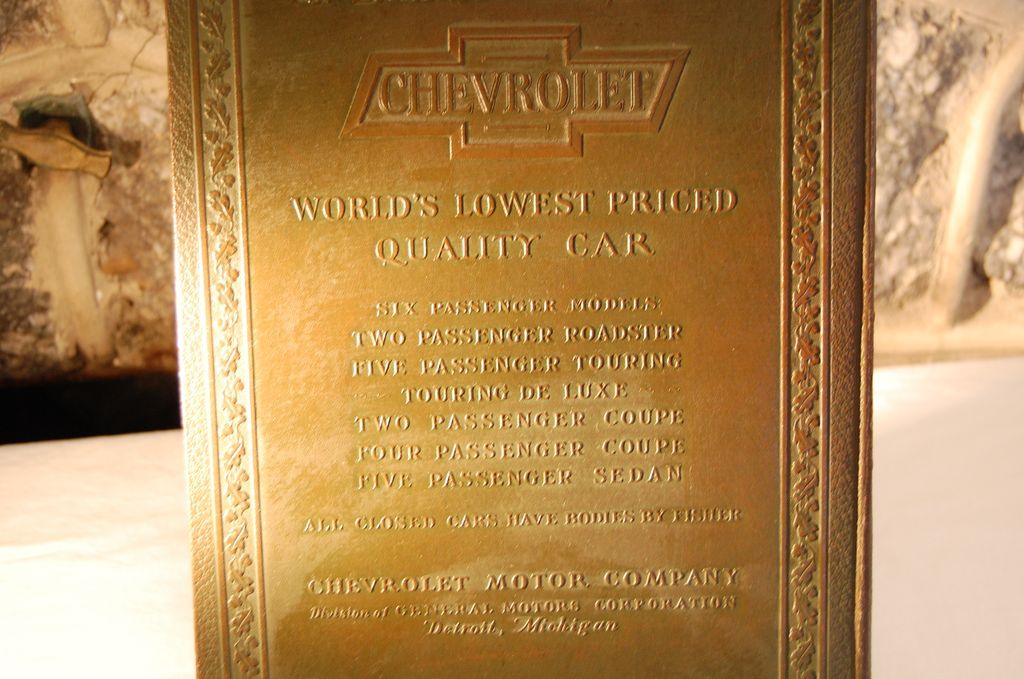 CHEVROLET
WORLD'S LOWEST PRICED
QUALITY CAR
SIX PASSENGER MODELS
TWO PASSENGER ROADSTER
FIVE PASSENGER TOURING
TOURING DE LUXE
TWO PASSENGER COUPE
FOUR PASSENGER COUPE
FIVE PASSENGER SEDAN
ALL CLOSED CARS HAVE BODIES BY FISHER
CHEVROLET MOTOR COMPANY
Division of GENERAL MOTORS CORPORATION
Detroit, Michigan